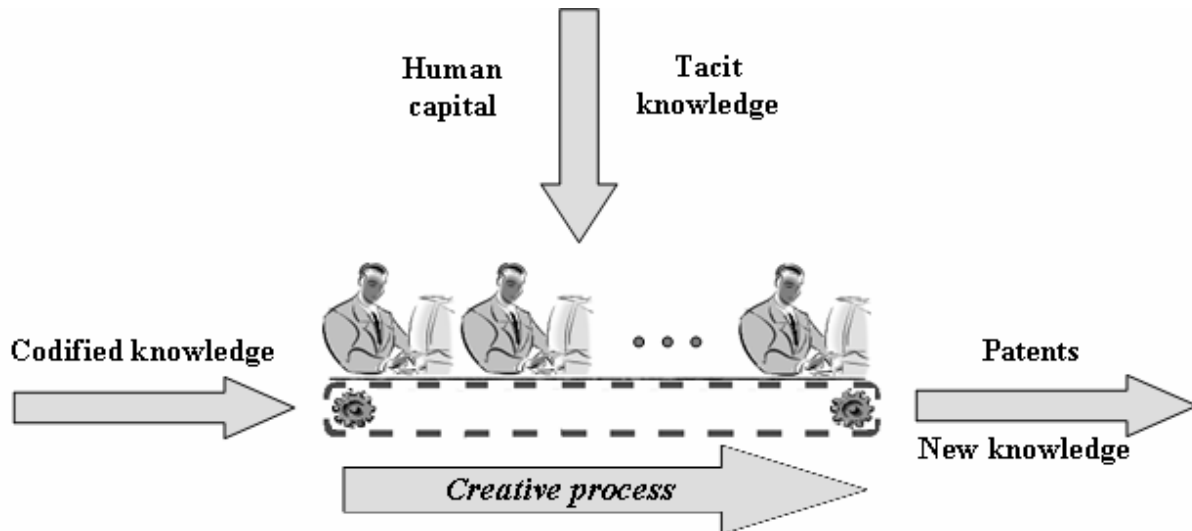 Human
capital
Tacit
knowledge
Codified knowledge
Patents
New knowledge
Creative process